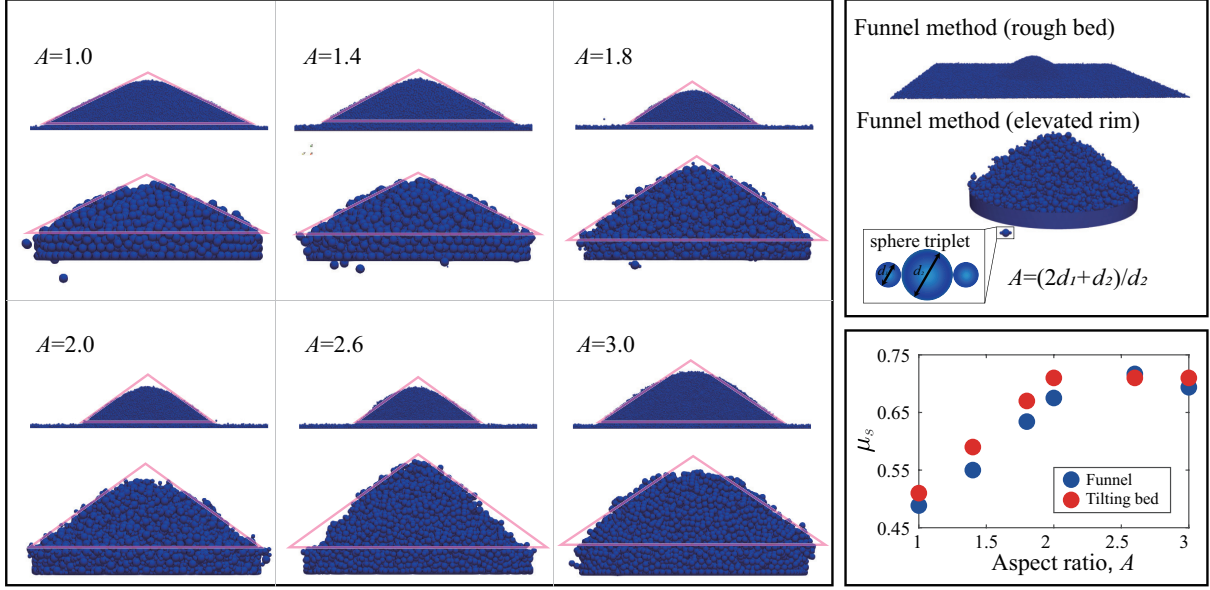 A=1.0
A=1.4
A=1.8
A=2.0
A=2.6
A=3.0
Funnel method (rough bed)
Funnel method (elevated rim)
sphere triplet
A=(2d₁+d₂)/d₂
0.75
0.65
0.55
0.45
μₛ
Funnel
Tilting bed
1 1.5 2 2.5 3
Aspect ratio, A